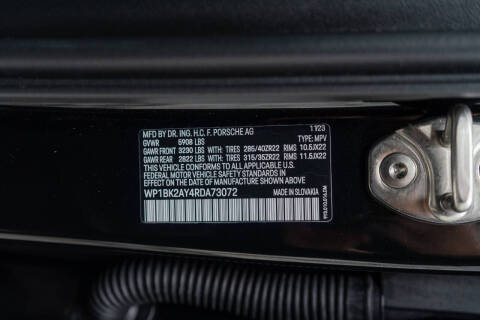 MFD BY DR. ING. H.C. F. PORSCHE AG 11/23
GVWR 5908 LBS TYPE: MPV
GAWR FRONT 3230 LBS WITH: TIRES 285/40ZR22 RIMS 10.5JX22
GAWR REAR 2822 LBS WITH: TIRES 315/35ZR22 RIMS 11.5JX22
THIS VEHICLE CONFORMS TO ALL APPLICABLE U.S.
FEDERAL MOTOR VEHICLE SAFETY STANDARDS IN
EFFECT ON THE DATE OF MANUFACTURE SHOWN ABOVE
WP1BK2AY4RDA73072 MADE IN SLOVAKIA